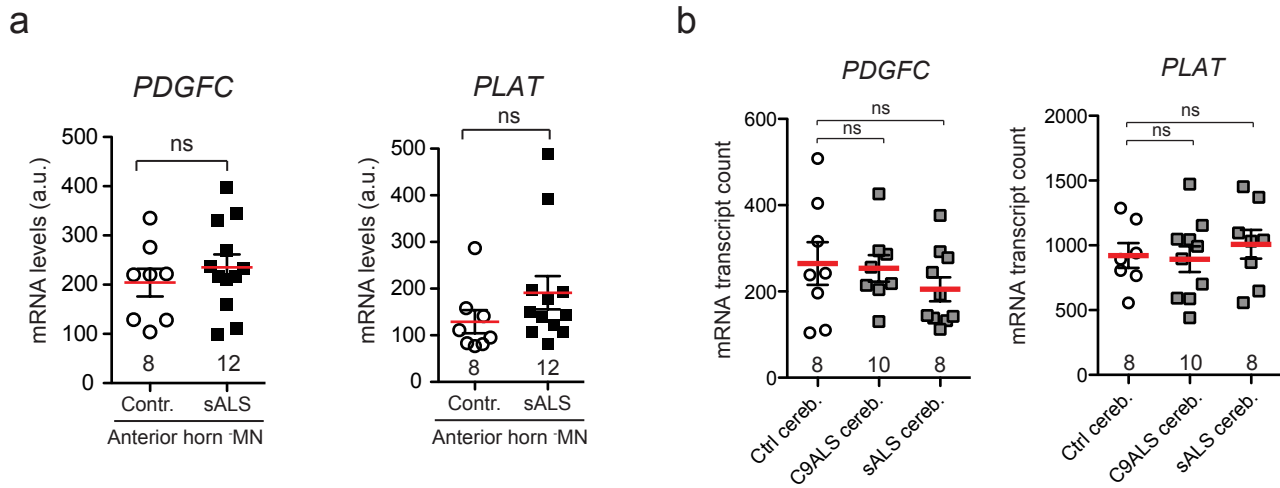 a
PDGFC
mRNA levels (a.u.)
500
400
300
200
100
0
ns
8
12
Contr.
sALS
Anterior horn -MN
PLAT
mRNA levels (a.u.)
500
400
300
200
100
0
ns
8
12
Contr.
sALS
Anterior horn -MN
b
PDGFC
mRNA transcript count
600
400
200
0
ns
ns
8
10
8
Ctrl cereb.
C9ALS cereb.
sALS cereb.
PLAT
mRNA transcript count
2000
1500
1000
500
0
ns
ns
8
10
8
Ctrl cereb.
C9ALS cereb.
sALS cereb.